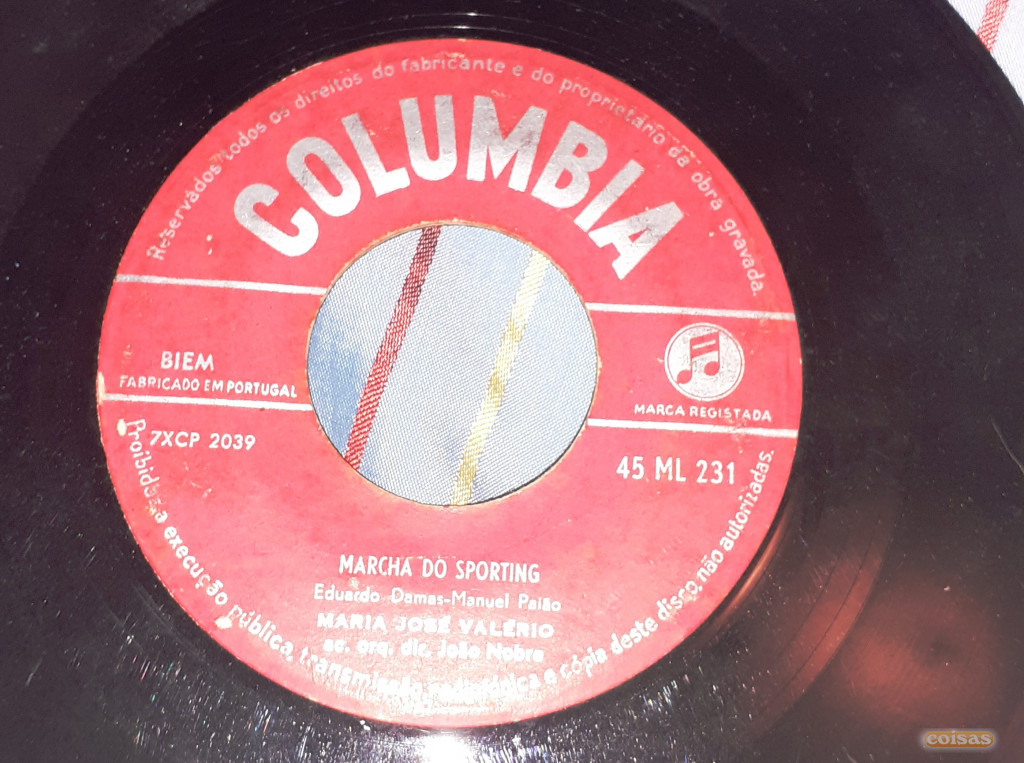 Reservados todos os direitos do fabricante e do proprietário da obra gravada.
COLUMBIA
BIEM
FABRICADO EM PORTUGAL
MARCA REGISTADA
7XCP 2039
45 ML 231
MARCHA DO SPORTING
Eduardo Damas-Manuel Paião
MARIA JOSÉ VALÉRIO
ac. orq. dir. João Nobre
Proibidas a execução pública, transmissão radiofónica e cópia deste disco, não autorizadas.
coisas